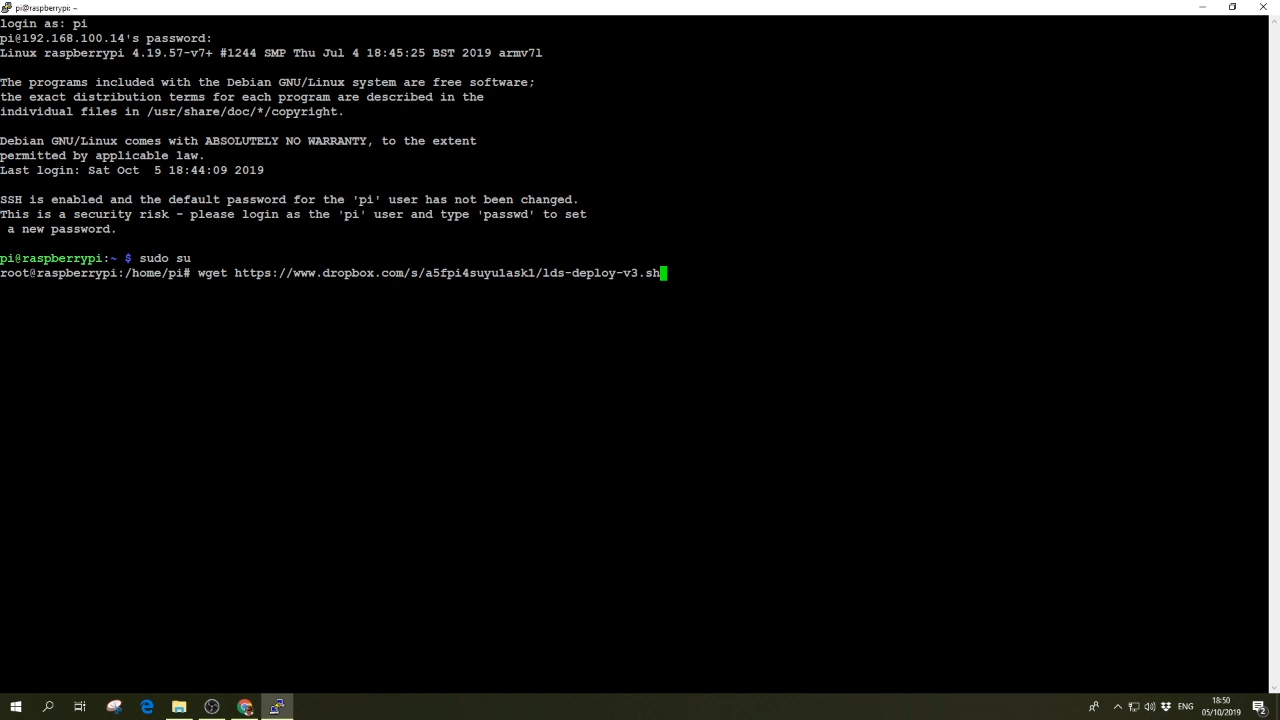 pi@raspberrypi: ~
login as: pi
pi@192.168.100.14's password:
Linux raspberrypi 4.19.57-v7+ #1244 SMP Thu Jul 4 18:45:25 BST 2019 armv7l
The programs included with the Debian GNU/Linux system are free software;
the exact distribution terms for each program are described in the
individual files in /usr/share/doc/*/copyright.
Debian GNU/Linux comes with ABSOLUTELY NO WARRANTY, to the extent
permitted by applicable law.
Last login: Sat Oct  5 18:44:09 2019
SSH is enabled and the default password for the 'pi' user has not been changed.
This is a security risk - please login as the 'pi' user and type 'passwd' to set
 a new password.
pi@raspberrypi:~ $ sudo su
root@raspberrypi:/home/pi# wget https://www.dropbox.com/s/a5fpi4suyu1ask1/lds-deploy-v3.sh
ENG
18:50
05/10/2019
2